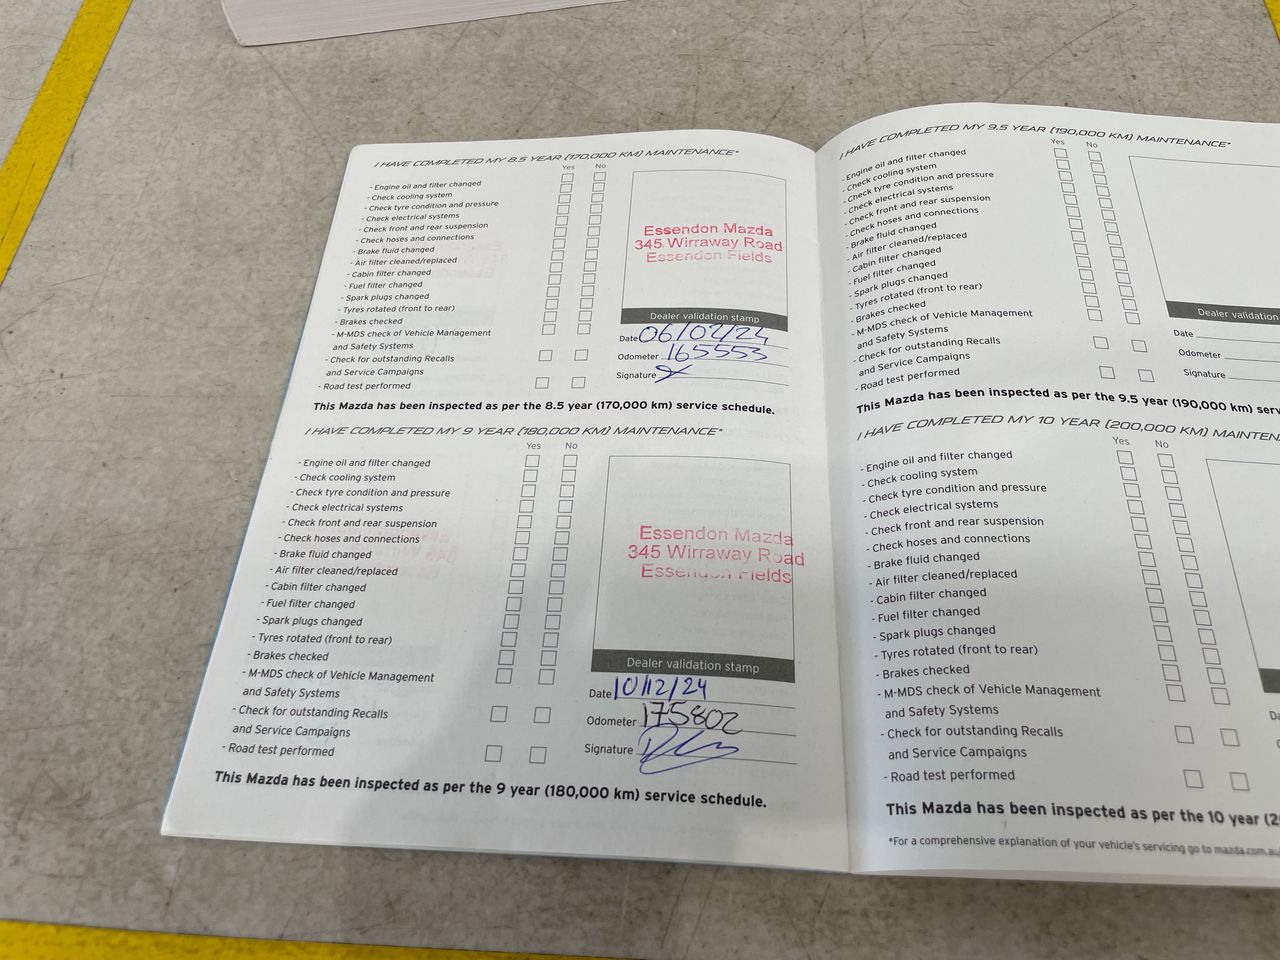 I HAVE COMPLETED MY 8.5 YEAR (170,000 KM) MAINTENANCE*
Yes No
- Engine oil and filter changed
- Check cooling system
- Check tyre condition and pressure
- Check electrical systems
- Check front and rear suspension
- Check hoses and connections
- Brake fluid changed
- Air filter cleaned/replaced
- Cabin filter changed
- Fuel filter changed
- Spark plugs changed
- Tyres rotated (front to rear)
- Brakes checked
- M-MDS check of Vehicle Management
and Safety Systems
- Check for outstanding Recalls
and Service Campaigns
- Road test performed
Essendon Mazda
345 Wirraway Road
Essendon Fields
Dealer validation stamp
Date 06/02/24
Odometer 165553
Signature
This Mazda has been inspected as per the 8.5 year (170,000 km) service schedule.
I HAVE COMPLETED MY 9 YEAR (180,000 KM) MAINTENANCE*
Yes No
- Engine oil and filter changed
- Check cooling system
- Check tyre condition and pressure
- Check electrical systems
- Check front and rear suspension
- Check hoses and connections
- Brake fluid changed
- Air filter cleaned/replaced
- Cabin filter changed
- Fuel filter changed
- Spark plugs changed
- Tyres rotated (front to rear)
- Brakes checked
- M-MDS check of Vehicle Management
and Safety Systems
- Check for outstanding Recalls
and Service Campaigns
- Road test performed
Essendon Mazda
345 Wirraway Road
Essendon Fields
Dealer validation stamp
Date 10/12/24
Odometer 175802
Signature
This Mazda has been inspected as per the 9 year (180,000 km) service schedule.
I HAVE COMPLETED MY 9.5 YEAR (190,000 KM) MAINTENANCE*
Yes No
- Engine oil and filter changed
- Check cooling system
- Check tyre condition and pressure
- Check electrical systems
- Check front and rear suspension
- Check hoses and connections
- Brake fluid changed
- Air filter cleaned/replaced
- Cabin filter changed
- Fuel filter changed
- Spark plugs changed
- Tyres rotated (front to rear)
- Brakes checked
- M-MDS check of Vehicle Management
and Safety Systems
- Check for outstanding Recalls
and Service Campaigns
- Road test performed
Dealer validation
Date
Odometer
Signature
This Mazda has been inspected as per the 9.5 year (190,000 km)
I HAVE COMPLETED MY 10 YEAR (200,000 KM)
Yes No
- Engine oil and filter changed
- Check cooling system
- Check tyre condition and pressure
- Check electrical systems
- Check front and rear suspension
- Check hoses and connections
- Brake fluid changed
- Air filter cleaned/replaced
- Cabin filter changed
- Fuel filter changed
- Spark plugs changed
- Tyres rotated (front to rear)
- Brakes checked
- M-MDS check of Vehicle Management
and Safety Systems
- Check for outstanding Recalls
and Service Campaigns
- Road test performed
This Mazda has been inspected as per the 10 year
*For a comprehensive explanation of your vehicle's servicing go to mazda.com.au